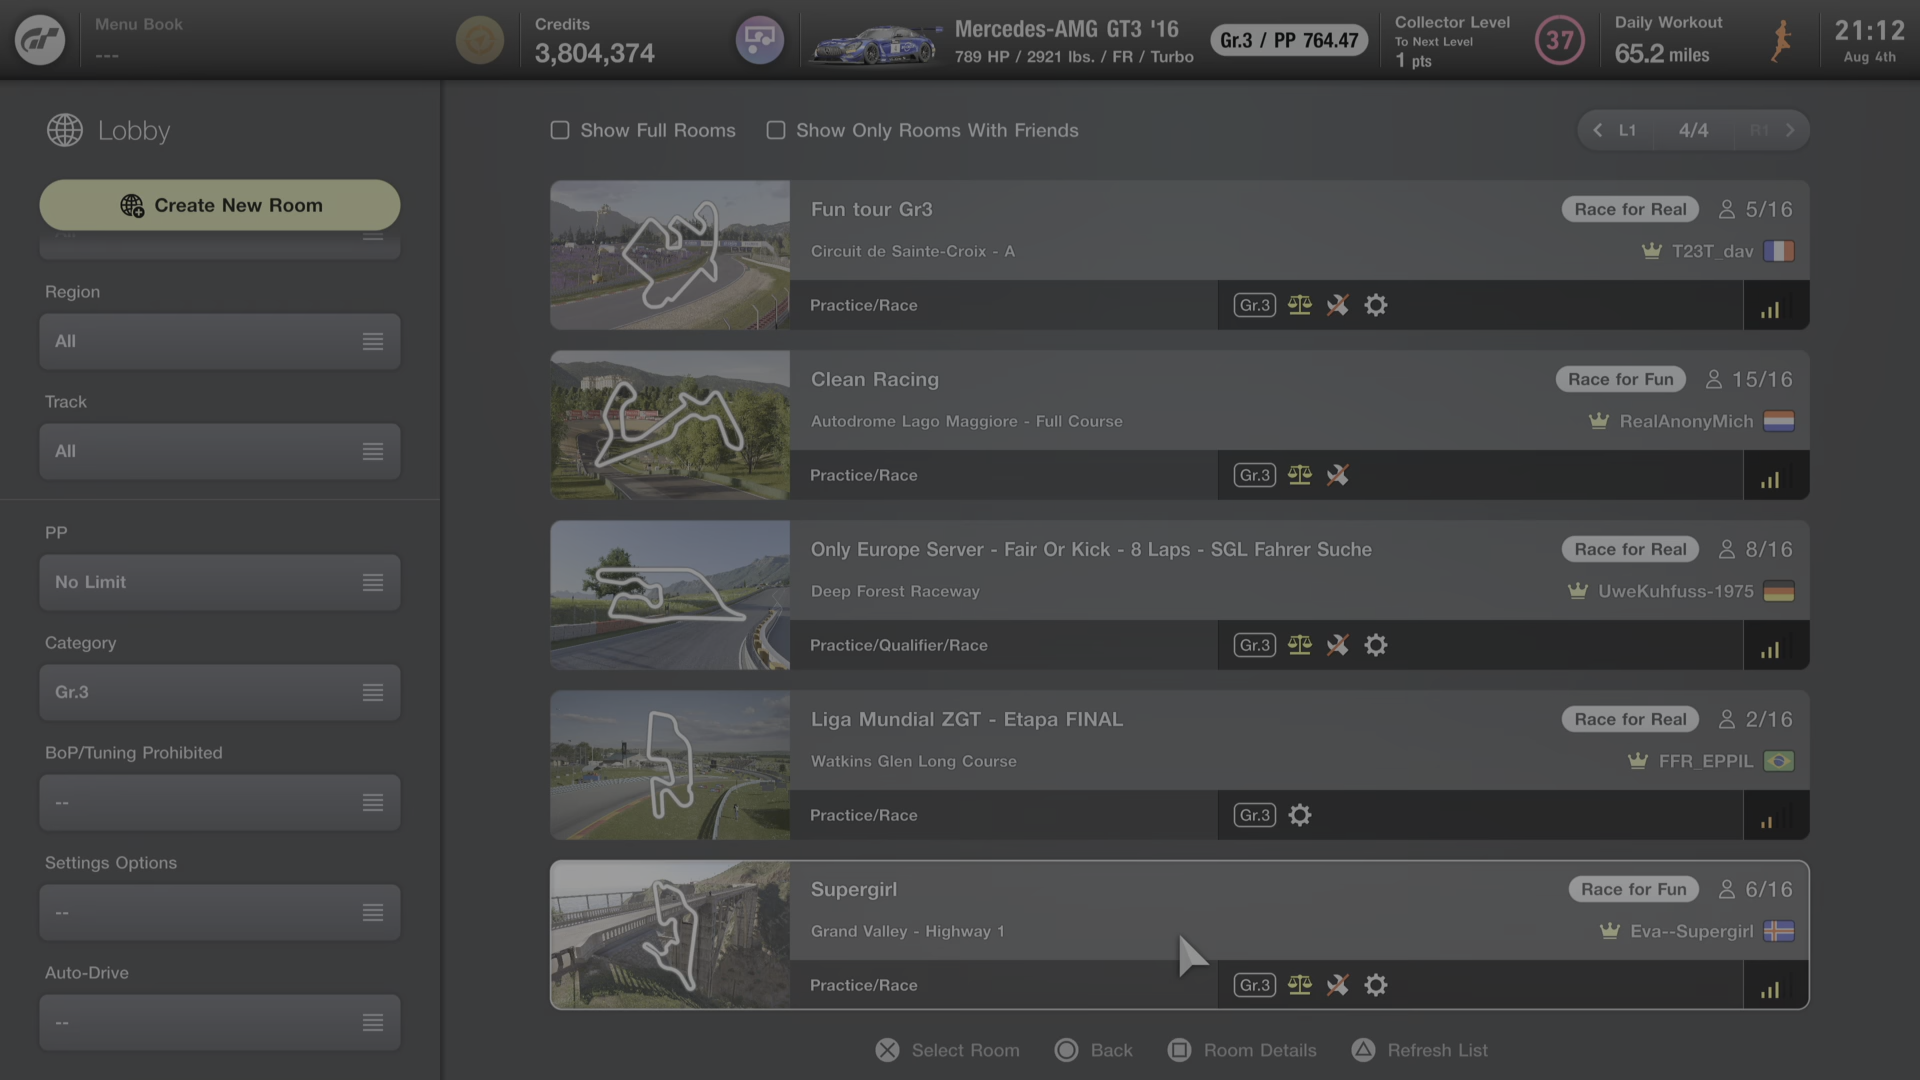 Menu Book
---
Credits
3,804,374
Mercedes-AMG GT3 '16
789 HP / 2921 lbs. / FR / Turbo
Gr.3 / PP 764.47
Collector Level
To Next Level
1 pts
37
Daily Workout
65.2 miles
21:12
Aug 4th
Lobby
Create New Room
Region
All
Track
All
PP
No Limit
Category
Gr.3
BoP/Tuning Prohibited
--
Settings Options
--
Auto-Drive
--
Show Full Rooms
Show Only Rooms With Friends
L1 4/4 R1
Fun tour Gr3
Race for Real 5/16
Circuit de Sainte-Croix - A
T23T_dav
Practice/Race
Gr.3
Clean Racing
Race for Fun 15/16
Autodrome Lago Maggiore - Full Course
RealAnonyMich
Practice/Race
Gr.3
Only Europe Server - Fair Or Kick - 8 Laps - SGL Fahrer Suche
Race for Real 8/16
Deep Forest Raceway
UweKuhfuss-1975
Practice/Qualifier/Race
Gr.3
Liga Mundial ZGT - Etapa FINAL
Race for Real 2/16
Watkins Glen Long Course
FFR_EPPIL
Practice/Race
Gr.3
Supergirl
Race for Fun 6/16
Grand Valley - Highway 1
Eva--Supergirl
Practice/Race
Gr.3
Select Room
Back
Room Details
Refresh List